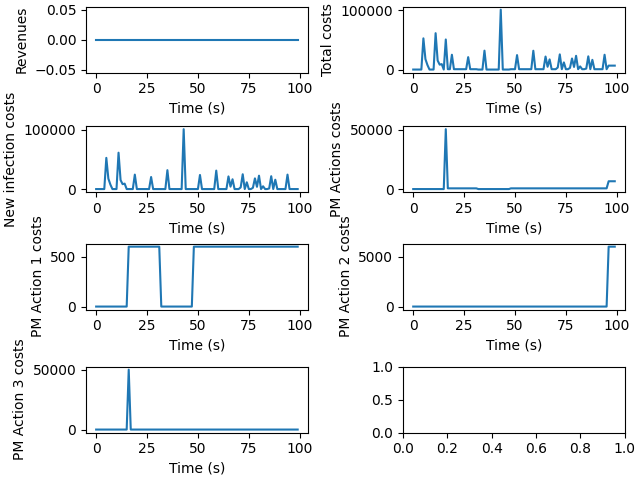 Revenues
0.05
0.00
−0.05
0 25 50 75 100
Time (s)
Total costs
100000
0
0 25 50 75 100
Time (s)
New infection costs
100000
0
0 25 50 75 100
Time (s)
PM Actions costs
50000
0
0 25 50 75 100
Time (s)
PM Action 1 costs
500
0
0 25 50 75 100
Time (s)
PM Action 2 costs
5000
0
0 25 50 75 100
Time (s)
PM Action 3 costs
50000
0
0 25 50 75 100
Time (s)
1.0
0.5
0.0
0.0 0.2 0.4 0.6 0.8 1.0